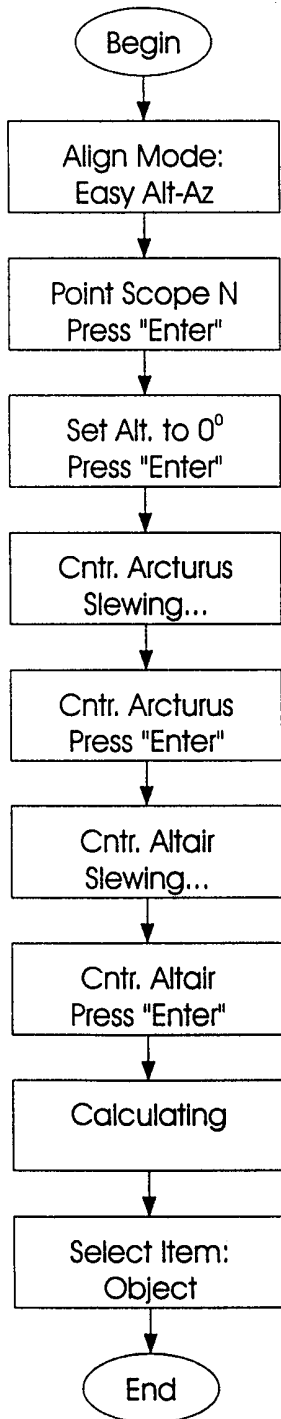 Begin
Align Mode:
Easy Alt-Az
Point Scope N
Press "Enter"
Set Alt. to 0°
Press "Enter"
Cntr. Arcturus
Slewing...
Cntr. Arcturus
Press "Enter"
Cntr. Altair
Slewing...
Cntr. Altair
Press "Enter"
Calculating
Select Item:
Object
End